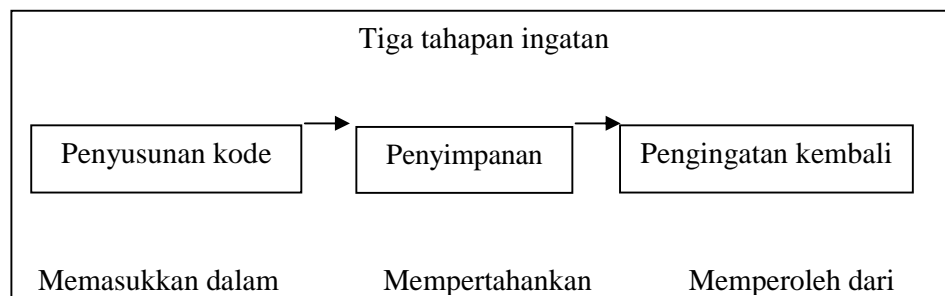 Tiga tahapan ingatan
Penyusunan kode Penyimpanan Pengingatan kembali
Memasukkan dalam Mempertahankan Memperoleh dari